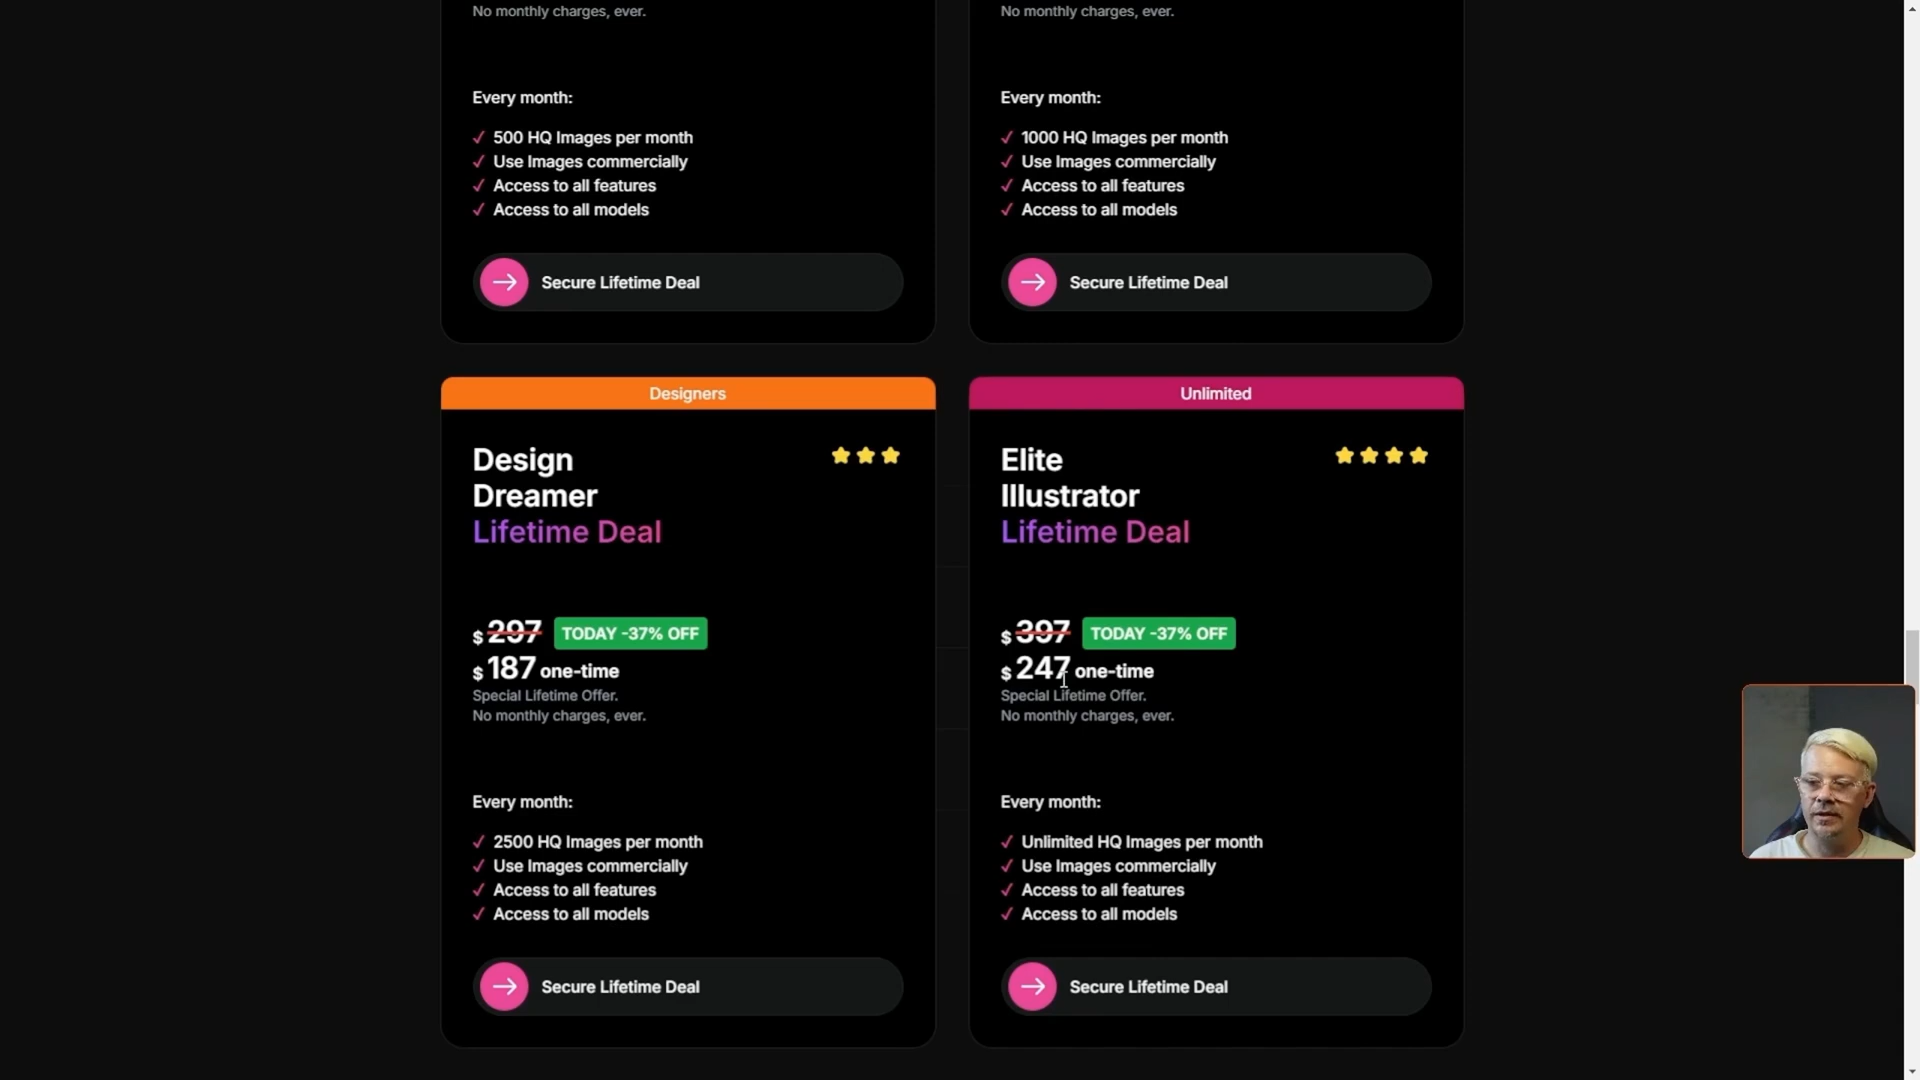 No monthly charges, ever.
Every month:
✓ 500 HQ Images per month
✓ Use Images commercially
✓ Access to all features
✓ Access to all models
Secure Lifetime Deal
No monthly charges, ever.
Every month:
✓ 1000 HQ Images per month
✓ Use Images commercially
✓ Access to all features
✓ Access to all models
Secure Lifetime Deal
Designers
Design
Dreamer
Lifetime Deal
$ 297 TODAY -37% OFF
$ 187 one-time
Special Lifetime Offer.
No monthly charges, ever.
Every month:
✓ 2500 HQ Images per month
✓ Use Images commercially
✓ Access to all features
✓ Access to all models
Secure Lifetime Deal
Unlimited
Elite
Illustrator
Lifetime Deal
$ 397 TODAY -37% OFF
$ 247 one-time
Special Lifetime Offer.
No monthly charges, ever.
Every month:
✓ Unlimited HQ Images per month
✓ Use Images commercially
✓ Access to all features
✓ Access to all models
Secure Lifetime Deal